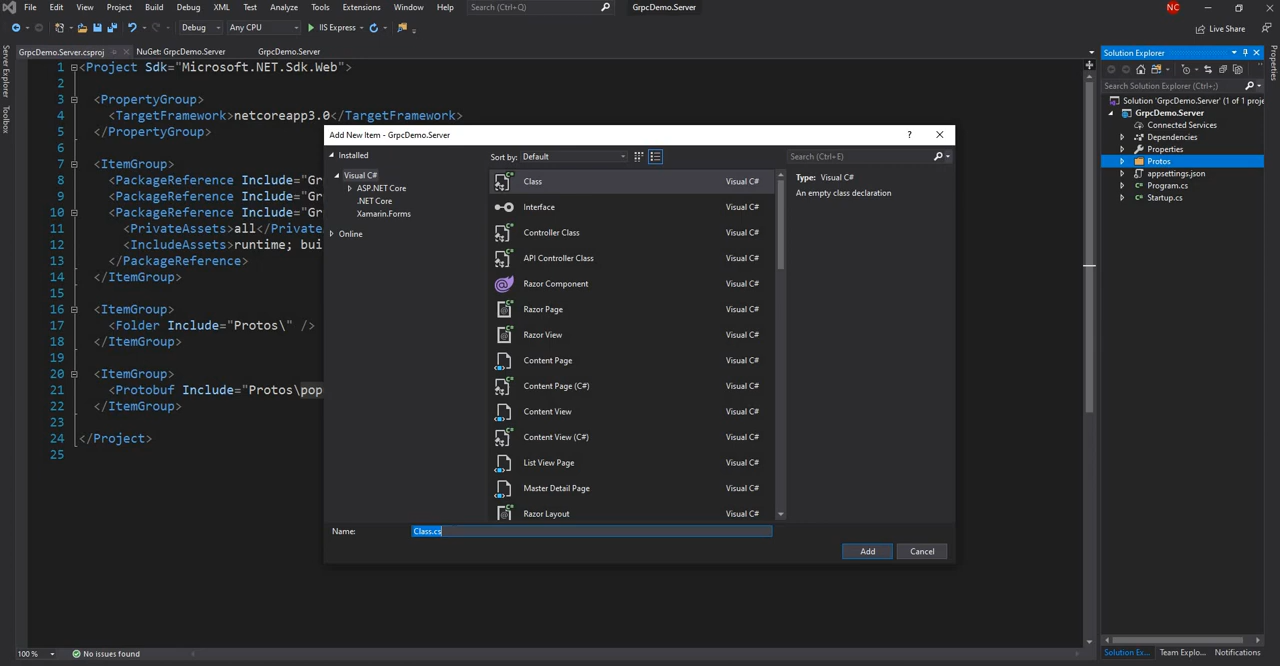 File Edit View Project Build Debug XML Test Analyze Tools Extensions Window Help Search (Ctrl+Q) GrpcDemo.Server NC
Debug Any CPU IIS Express Live Share
GrpcDemo.Server.csproj NuGet: GrpcDemo.Server GrpcDemo.Server
Server Explorer
Toolbox
1 <Project Sdk="Microsoft.NET.Sdk.Web">
2
3 <PropertyGroup>
4 <TargetFramework>netcoreapp3.0</TargetFramework>
5 </PropertyGroup>
6
7 <ItemGroup>
8 <PackageReference Include="Gr
9 <PackageReference Include="Gr
10 <PackageReference Include="Gr
11 <PrivateAssets>all</Private
12 <IncludeAssets>runtime; bui
13 </PackageReference>
14 </ItemGroup>
15
16 <ItemGroup>
17 <Folder Include="Protos\" />
18 </ItemGroup>
19
20 <ItemGroup>
21 <Protobuf Include="Protos\pop
22 </ItemGroup>
23
24 </Project>
25
Add New Item - GrpcDemo.Server ?
Installed
Visual C#
ASP.NET Core
.NET Core
Xamarin.Forms
Online
Sort by: Default
Search (Ctrl+E)
Class Visual C#
Interface Visual C#
Controller Class Visual C#
API Controller Class Visual C#
Razor Component Visual C#
Razor Page Visual C#
Razor View Visual C#
Content Page Visual C#
Content Page (C#) Visual C#
Content View Visual C#
Content View (C#) Visual C#
List View Page Visual C#
Master Detail Page Visual C#
Razor Layout Visual C#
Type: Visual C#
An empty class declaration
Name: Class.cs
Add Cancel
Solution Explorer
Search Solution Explorer (Ctrl+;)
Solution 'GrpcDemo.Server' (1 of 1 proj
GrpcDemo.Server
Connected Services
Dependencies
Properties
Protos
appsettings.json
Program.cs
Startup.cs
Properties
Solution Ex... Team Explo... Notifications
100 % No issues found